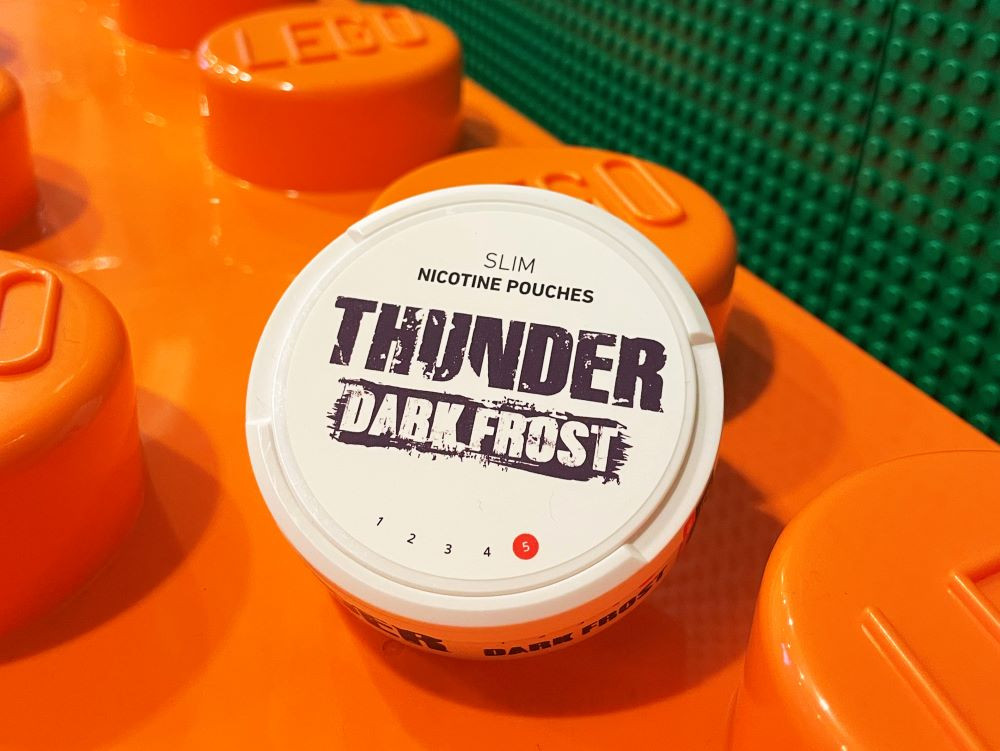 LEGO
SLIM
NICOTINE POUCHES
THUNDER
DARK FROST
1 2 3 4 5
DARK FROST